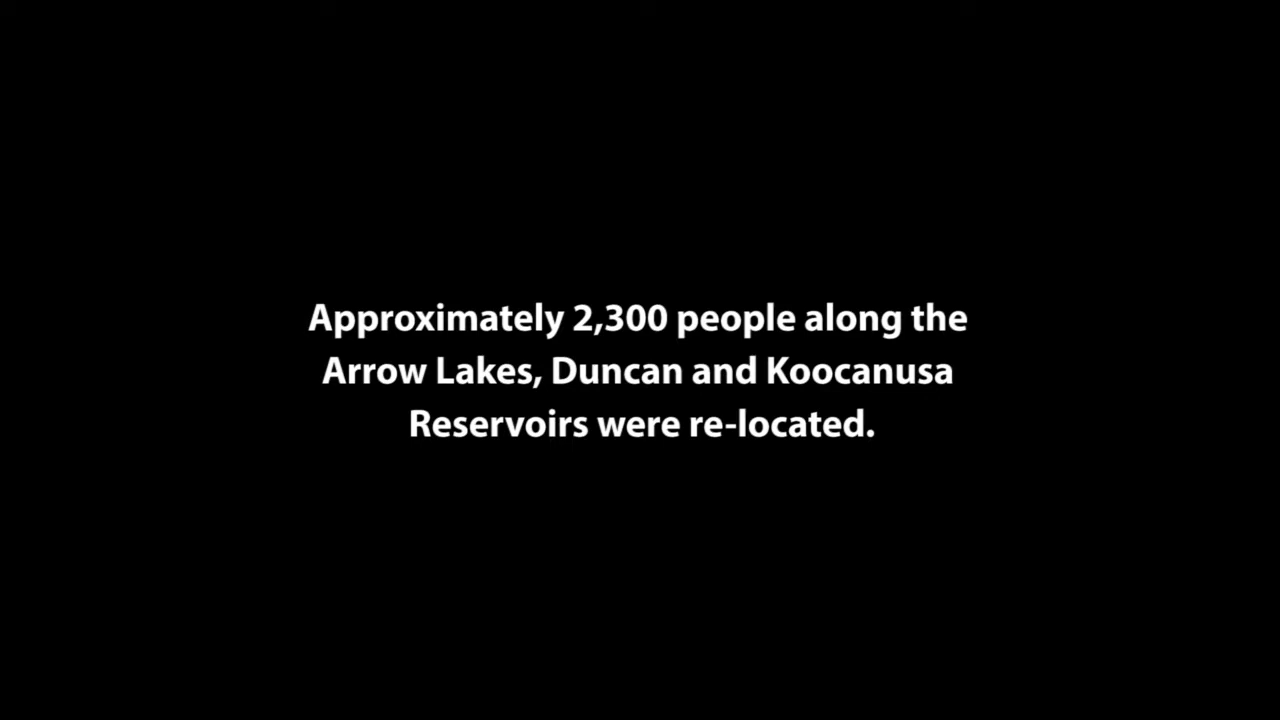 Approximately 2,300 people along the
Arrow Lakes, Duncan and Koocanusa
Reservoirs were re-located.